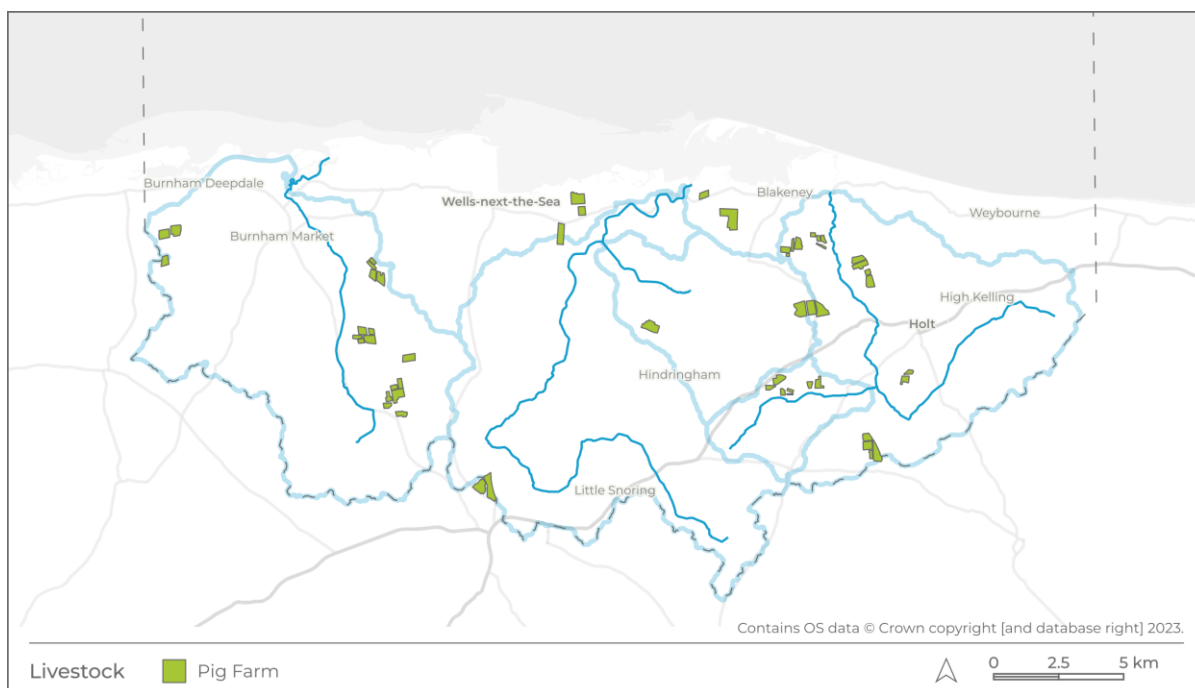 Burnham Deepdale
Blakeney
Wells-next-the-Sea
Weybourne
Burnham Market
High Kelling
Holt
Hindringham
Little Snoring
Contains OS data © Crown copyright [and database right] 2023.
Livestock
Pig Farm
0 2.5 5 km